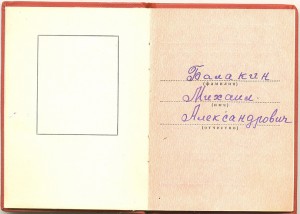 Балакин
(фамилия)
Михаил
(имя)
Александрович
(отчество)